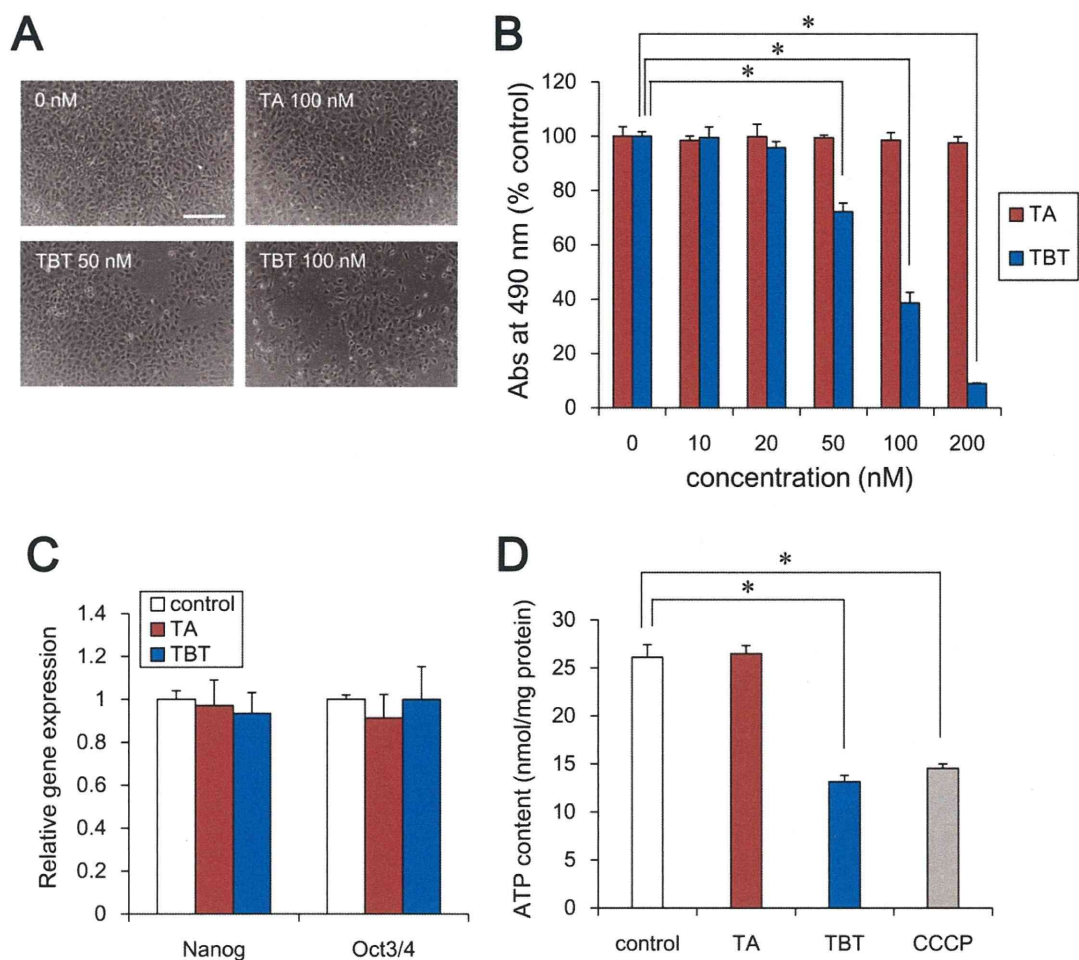 A
0 nM
TA 100 nM
TBT 50 nM
TBT 100 nM
B
*
*
*
Abs at 490 nm (% control)
120
100
80
60
40
20
0
0 10 20 50 100 200
concentration (nM)
TA
TBT
C
control
TA
TBT
Relative gene expression
1.4
1.2
1
0.8
0.6
0.4
0.2
0
Nanog Oct3/4
D
*
*
ATP content (nmol/mg protein)
30
25
20
15
10
5
0
control TA TBT CCCP